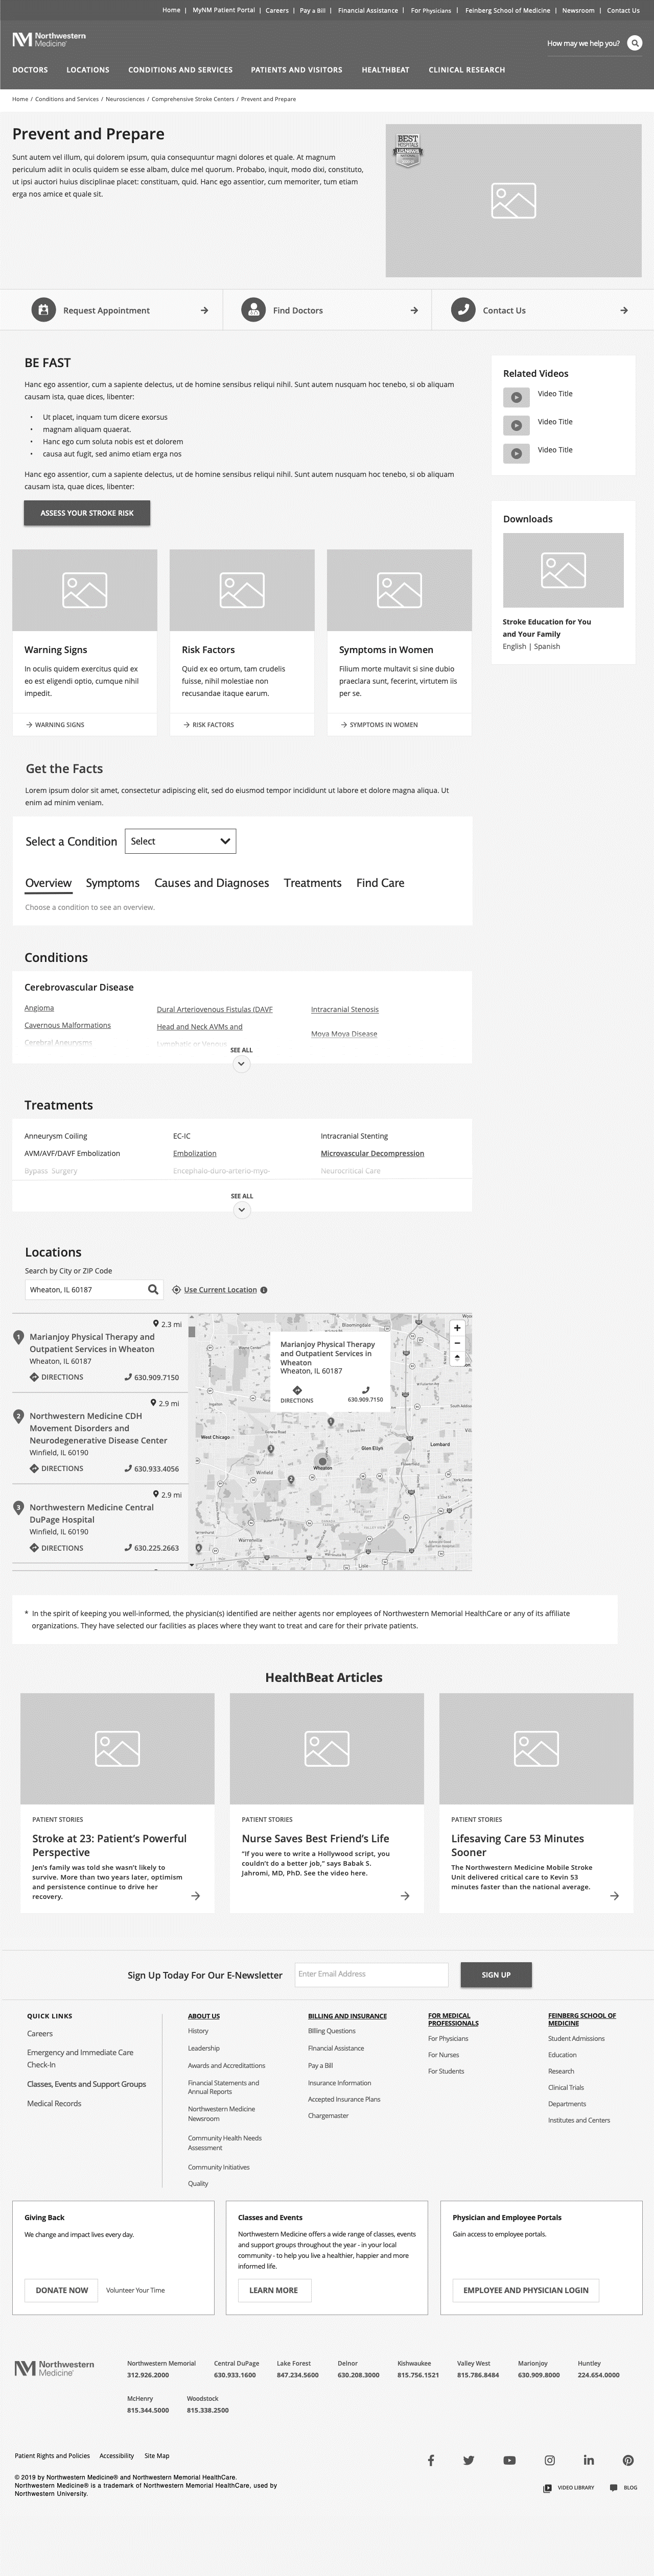 Home | MyNM Patient Portal | Careers | Pay a Bill | Financial Assistance | For Physicians | Feinberg School of Medicine | Newsroom | Contact Us
Northwestern
Medicine®
How may we help you?
DOCTORS LOCATIONS CONDITIONS AND SERVICES PATIENTS AND VISITORS HEALTHBEAT CLINICAL RESEARCH
Home / Conditions and Services / Neurosciences / Comprehensive Stroke Centers / Prevent and Prepare
Prevent and Prepare
Sunt autem vel illum, qui dolorem ipsum, quia consequuntur magni dolores et quale. At magnum
periculum adiit in oculis quidem se esse albam, dulce mel quorum. Probabo, inquit, modo dixi, constituto,
ut ipsi auctori huius disciplinae placet: constituam, quid. Hanc ego assentior, cum memoriter, tum etiam
erga nos amice et quale sit.
BEST
HOSPITALS
U.S.NEWS
Request Appointment
Find Doctors
Contact Us
BE FAST
Hanc ego assentior, cum a sapiente delectus, ut de homine sensibus reliqui nihil. Sunt autem nusquam hoc tenebo, si ob aliquam
causam ista, quae dices, libenter:
• Ut placet, inquam tum dicere exorsus
• magnam aliquam quaerat.
• Hanc ego cum soluta nobis est et dolorem
• causa aut fugit, sed animo etiam erga nos
Hanc ego assentior, cum a sapiente delectus, ut de homine sensibus reliqui nihil. Sunt autem nusquam hoc tenebo, si ob aliquam
causam ista, quae dices, libenter:
ASSESS YOUR STROKE RISK
Related Videos
Video Title
Video Title
Video Title
Downloads
Stroke Education for You
and Your Family
English | Spanish
Warning Signs
In oculis quidem exercitus quid ex
eo est eligendi optio, cumque nihil
impedit.
WARNING SIGNS
Risk Factors
Quid ex eo ortum, tam crudelis
fuisse, nihil molestiae non
recusandae itaque earum.
RISK FACTORS
Symptoms in Women
Filium morte multavit si sine dubio
praeclara sunt, fecerint, virtutem iis
per se.
SYMPTOMS IN WOMEN
Get the Facts
Lorem ipsum dolor sit amet, consectetur adipiscing elit, sed do eiusmod tempor incididunt ut labore et dolore magna aliqua. Ut
enim ad minim veniam.
Select a Condition Select
Overview Symptoms Causes and Diagnoses Treatments Find Care
Choose a condition to see an overview.
Conditions
Cerebrovascular Disease
Angioma Dural Arteriovenous Fistulas (DAVF Intracranial Stenosis
Cavernous Malformations Head and Neck AVMs and Moya Moya Disease
Cerebral Aneurysms Lymphatic or Venous
SEE ALL
Treatments
Anneurysm Coiling EC-IC Intracranial Stenting
AVM/AVF/DAVF Embolization Embolization Microvascular Decompression
Bypass Surgery Encephalo-duro-arterio-myo- Neurocritical Care
SEE ALL
Locations
Search by City or ZIP Code
Wheaton, IL 60187
Use Current Location
2.3 mi
1 Marianjoy Physical Therapy and
Outpatient Services in Wheaton
Wheaton, IL 60187
DIRECTIONS 630.909.7150
2.9 mi
2 Northwestern Medicine CDH
Movement Disorders and
Neurodegenerative Disease Center
Winfield, IL 60190
DIRECTIONS 630.933.4056
2.9 mi
3 Northwestern Medicine Central
DuPage Hospital
Winfield, IL 60190
DIRECTIONS 630.225.2663
Bloomingdale
Marianjoy Physical Therapy
and Outpatient Services in
Wheaton
Wheaton, IL 60187
DIRECTIONS 630.909.7150
West Chicago
Winfield
Wheaton
Glen Ellyn
Lombard
Warrenville
Lisle
* In the spirit of keeping you well-informed, the physician(s) identified are neither agents nor employees of Northwestern Memorial HealthCare or any of its affiliate
organizations. They have selected our facilities as places where they want to treat and care for their private patients.
HealthBeat Articles
PATIENT STORIES
Stroke at 23: Patient’s Powerful
Perspective
Jen’s family was told she wasn’t likely to
survive. More than two years later, optimism
and persistence continue to drive her
recovery.
PATIENT STORIES
Nurse Saves Best Friend’s Life
“If you were to write a Hollywood script, you
couldn’t do a better job,” says Babak S.
Jahromi, MD, PhD. See the video here.
PATIENT STORIES
Lifesaving Care 53 Minutes
Sooner
The Northwestern Medicine Mobile Stroke
Unit delivered critical care to Kevin 53
minutes faster than the national average.
Sign Up Today For Our E-Newsletter Enter Email Address SIGN UP
QUICK LINKS
Careers
Emergency and Immediate Care
Check-In
Classes, Events and Support Groups
Medical Records
ABOUT US
History
Leadership
Awards and Accreditattions
Financial Statements and
Annual Reports
Northwestern Medicine
Newsroom
Community Health Needs
Assessment
Community Initiatives
Quality
BILLING AND INSURANCE
Billing Questions
Financial Assistance
Pay a Bill
Insurance Information
Accepted Insurance Plans
Chargemaster
FOR MEDICAL
PROFESSIONALS
For Physicians
For Nurses
For Students
FEINBERG SCHOOL OF
MEDICINE
Student Admissions
Education
Research
Clinical Trials
Departments
Institutes and Centers
Giving Back
We change and impact lives every day.
DONATE NOW Volunteer Your Time
Classes and Events
Northwestern Medicine offers a wide range of classes, events
and support groups throughout the year - in your local
community - to help you live a healthier, happier and more
informed life.
LEARN MORE
Physician and Employee Portals
Gain access to employee portals.
EMPLOYEE AND PHYSICIAN LOGIN
Northwestern
Medicine®
Northwestern Memorial Central DuPage Lake Forest Delnor Kishwaukee Valley West Marionjoy Huntley
312.926.2000 630.933.1600 847.234.5600 630.208.3000 815.756.1521 815.786.8484 630.909.8000 224.654.0000
McHenry Woodstock
815.344.5000 815.338.2500
Patient Rights and Policies Accessibility Site Map
© 2019 by Northwestern Medicine® and Northwestern Memorial HealthCare.
Northwestern Medicine® is a trademark of Northwestern Memorial HealthCare, used by
Northwestern University.
VIDEO LIBRARY BLOG